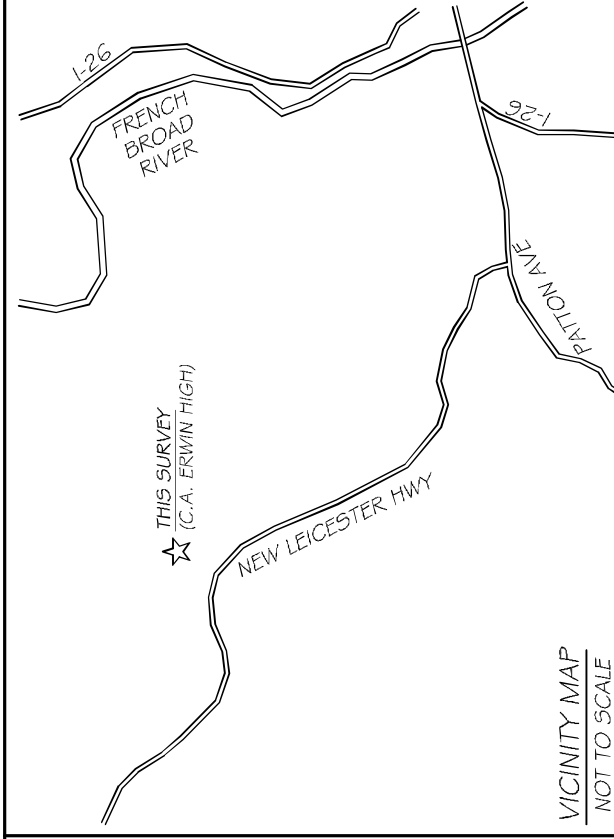 I-26
FRENCH
BROAD
RIVER
I-26
THIS SURVEY
(C.A. ERWIN HIGH)
PATTON AVE
NEW LEICESTER HWY
VICINITY MAP
NOT TO SCALE